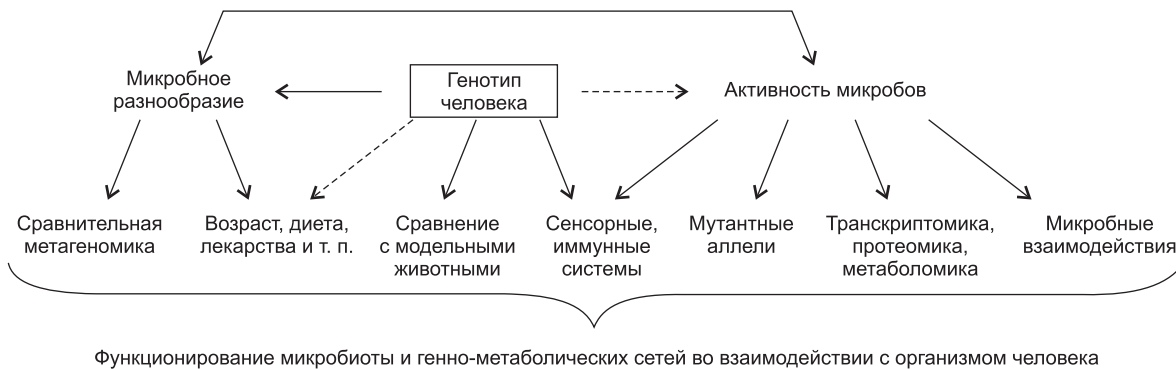 Микробное
разнообразие
Генотип
человека
Активность микробов
Сравнительная
метагеномика
Возраст, диета,
лекарства и т. п.
Сравнение
с модельными
животными
Сенсорные,
иммунные
системы
Мутантные
аллели
Транскриптомика,
протеомика,
метаболомика
Микробные
взаимодействия
Функционирование микробиоты и генно-метаболических сетей во взаимодействии с организмом человека